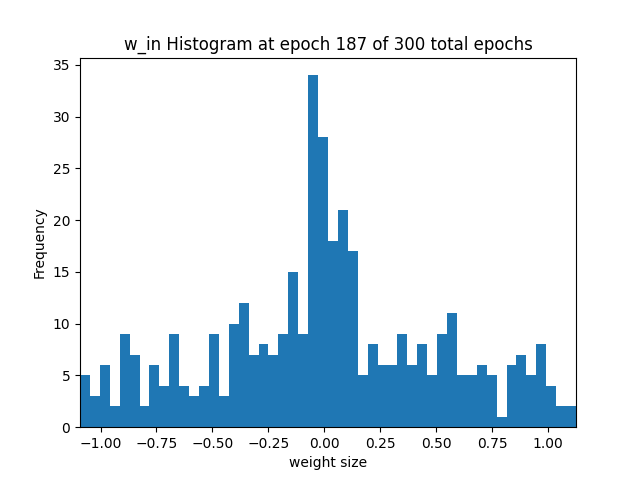 w_in Histogram at epoch 187 of 300 total epochs
Frequency
35
30
25
20
15
10
5
0
−1.00 −0.75 −0.50 −0.25 0.00 0.25 0.50 0.75 1.00
weight size